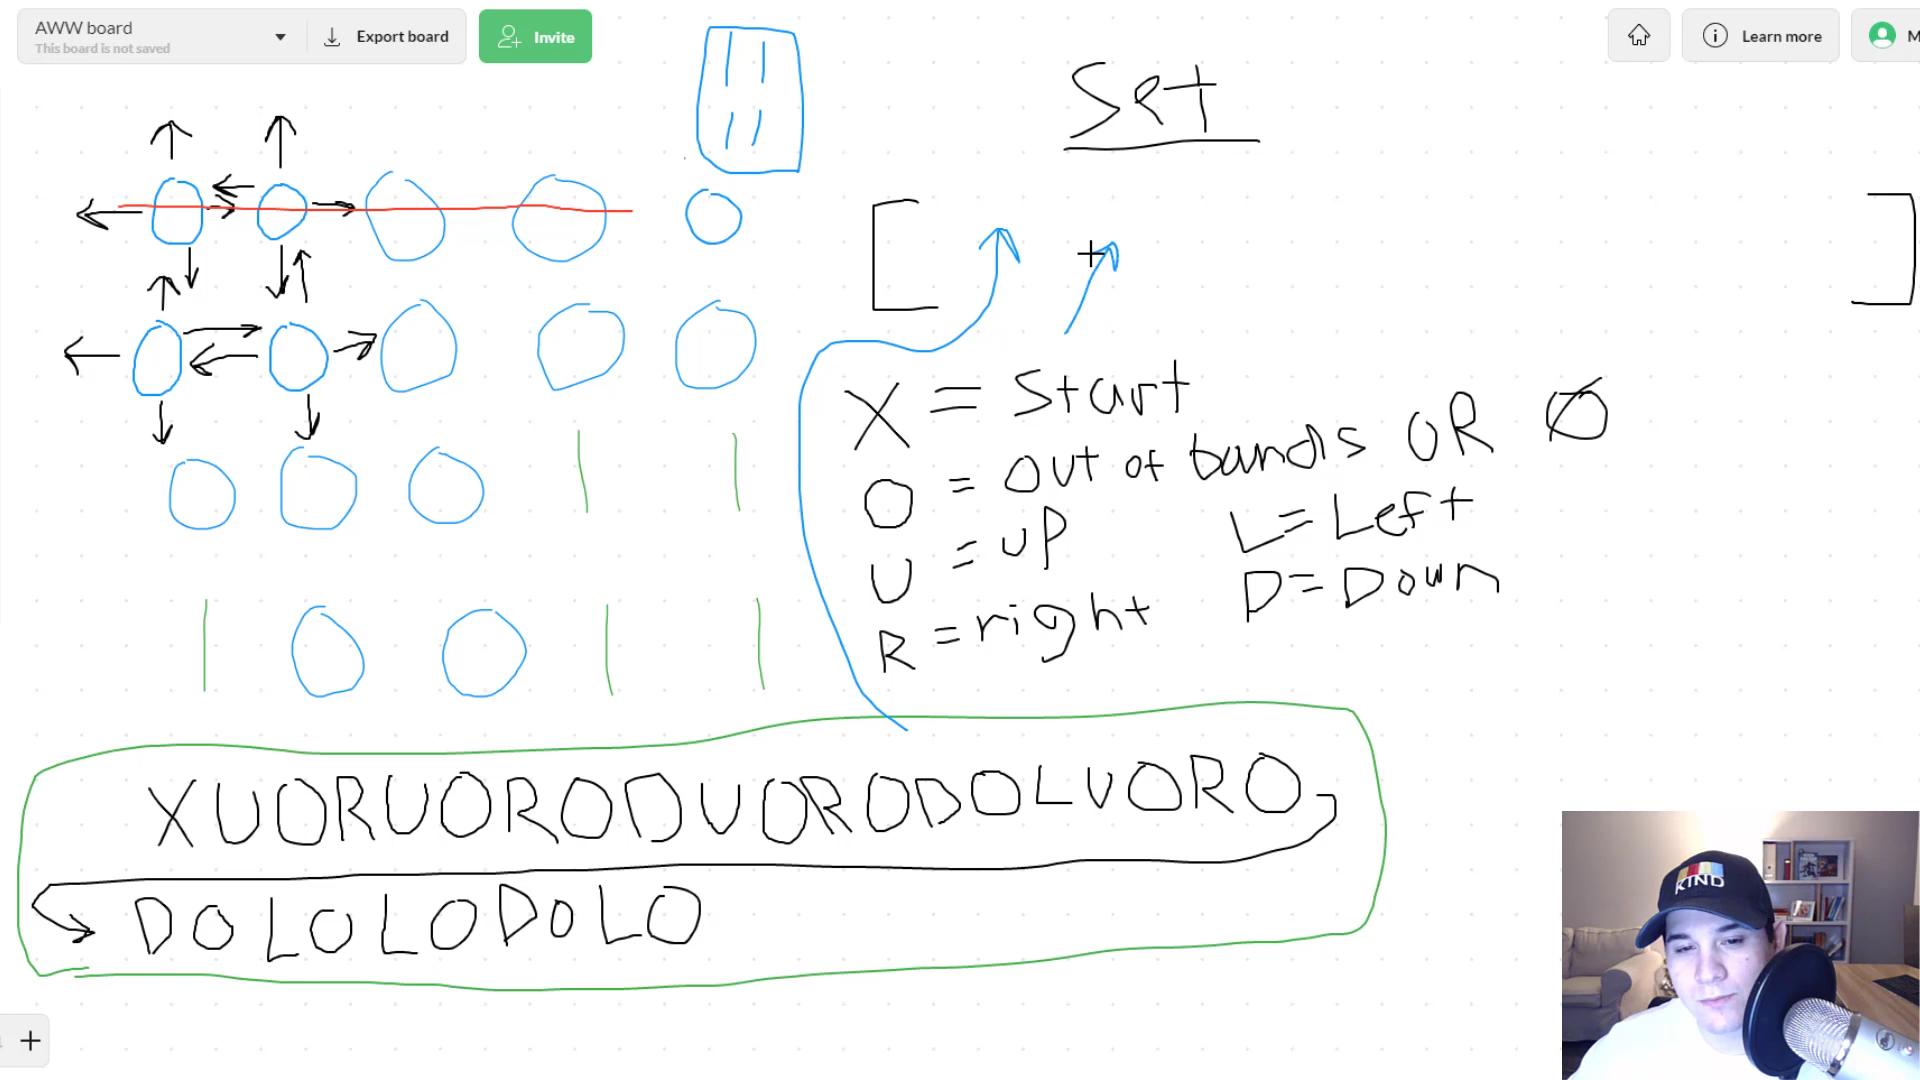 AWW board
This board is not saved
Export board
Invite
Learn more
M
Set
[ ]
X = Start
O = out of bands OR Ø
U = UP
L = Left
R = right
D = Down
XUORUORODUORODOLUORO
DOLOLODOLO
KIND